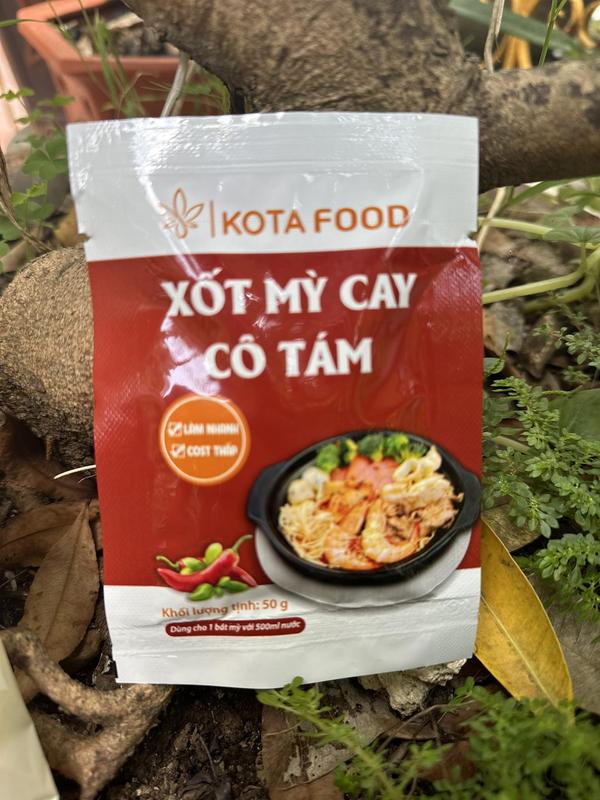 KOTA FOOD
XỐT MỲ CAY
CÔ TÁM
LÀM NHANH
COST THẤP
Khối lượng tịnh: 50 g
Dùng cho 1 bát mỳ với 500ml nước